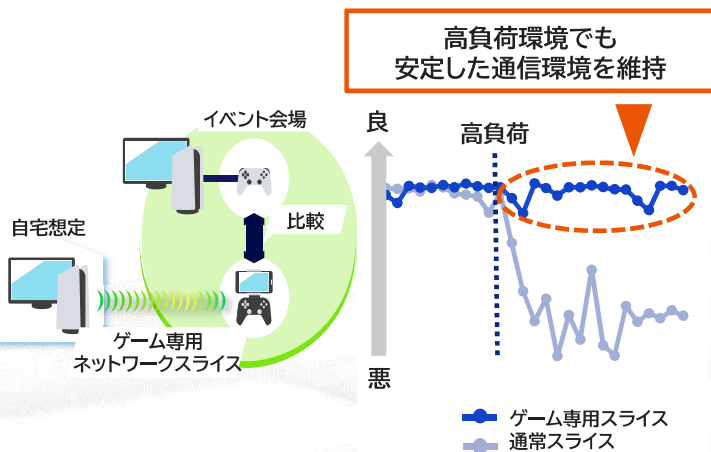 高負荷環境でも
安定した通信環境を維持
イベント会場
比較
自宅想定
ゲーム専用
ネットワークスライス
良
高負荷
悪
ゲーム専用スライス
通常スライス